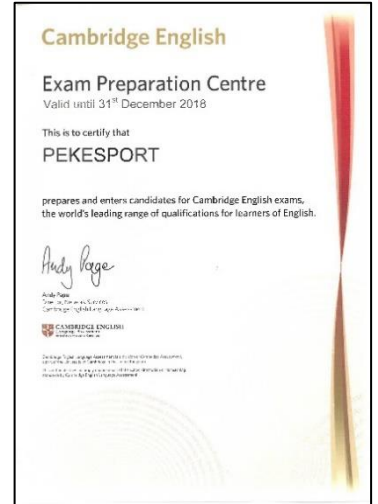 Cambridge English
Exam Preparation Centre
Valid until 31st December 2018
This is to certify that
PEKESPORT
prepares and enters candidates for Cambridge English exams,
the world's leading range of qualifications for learners of English.
Andy Page
Andy Page
Cambridge English Language Assessment
CAMBRIDGE ENGLISH